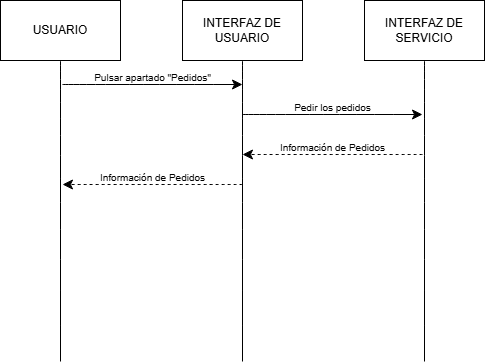 USUARIO
INTERFAZ DE
USUARIO
INTERFAZ DE
SERVICIO
Pulsar apartado "Pedidos"
Pedir los pedidos
Información de Pedidos
Información de Pedidos